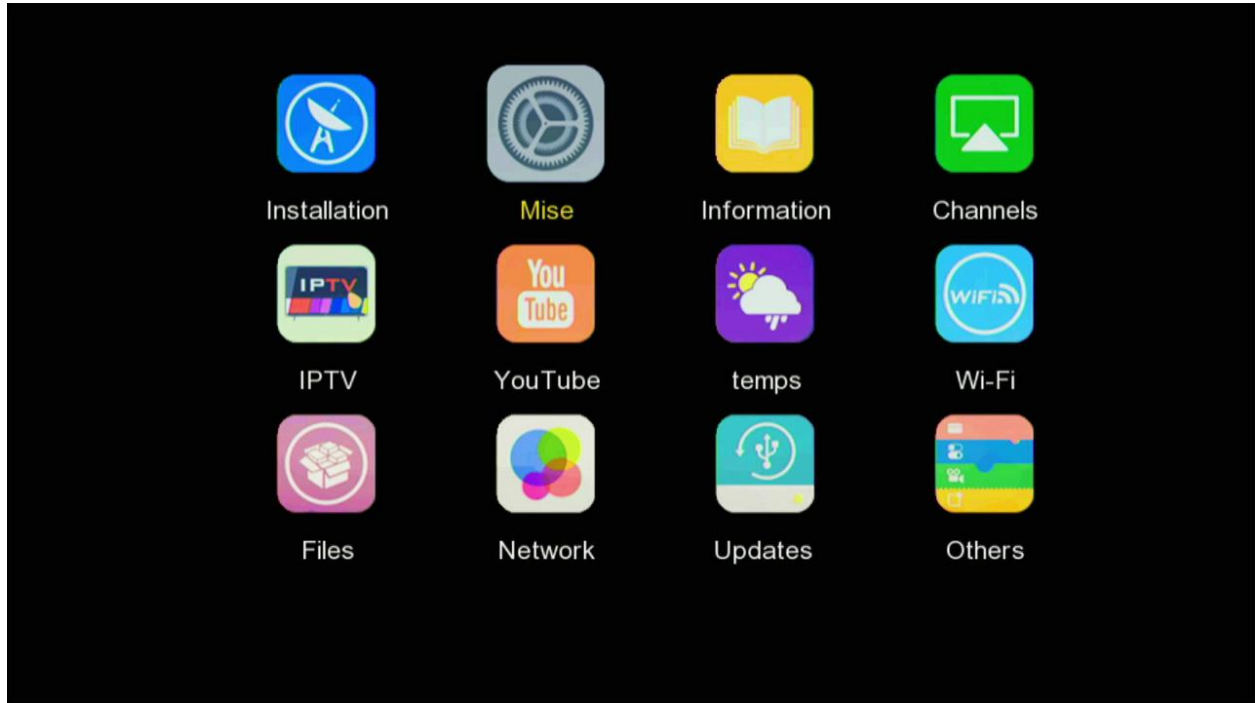 Installation Mise Information Channels
IPTV
You
Tube
WiFi
IPTV YouTube temps Wi-Fi
Files Network Updates Others